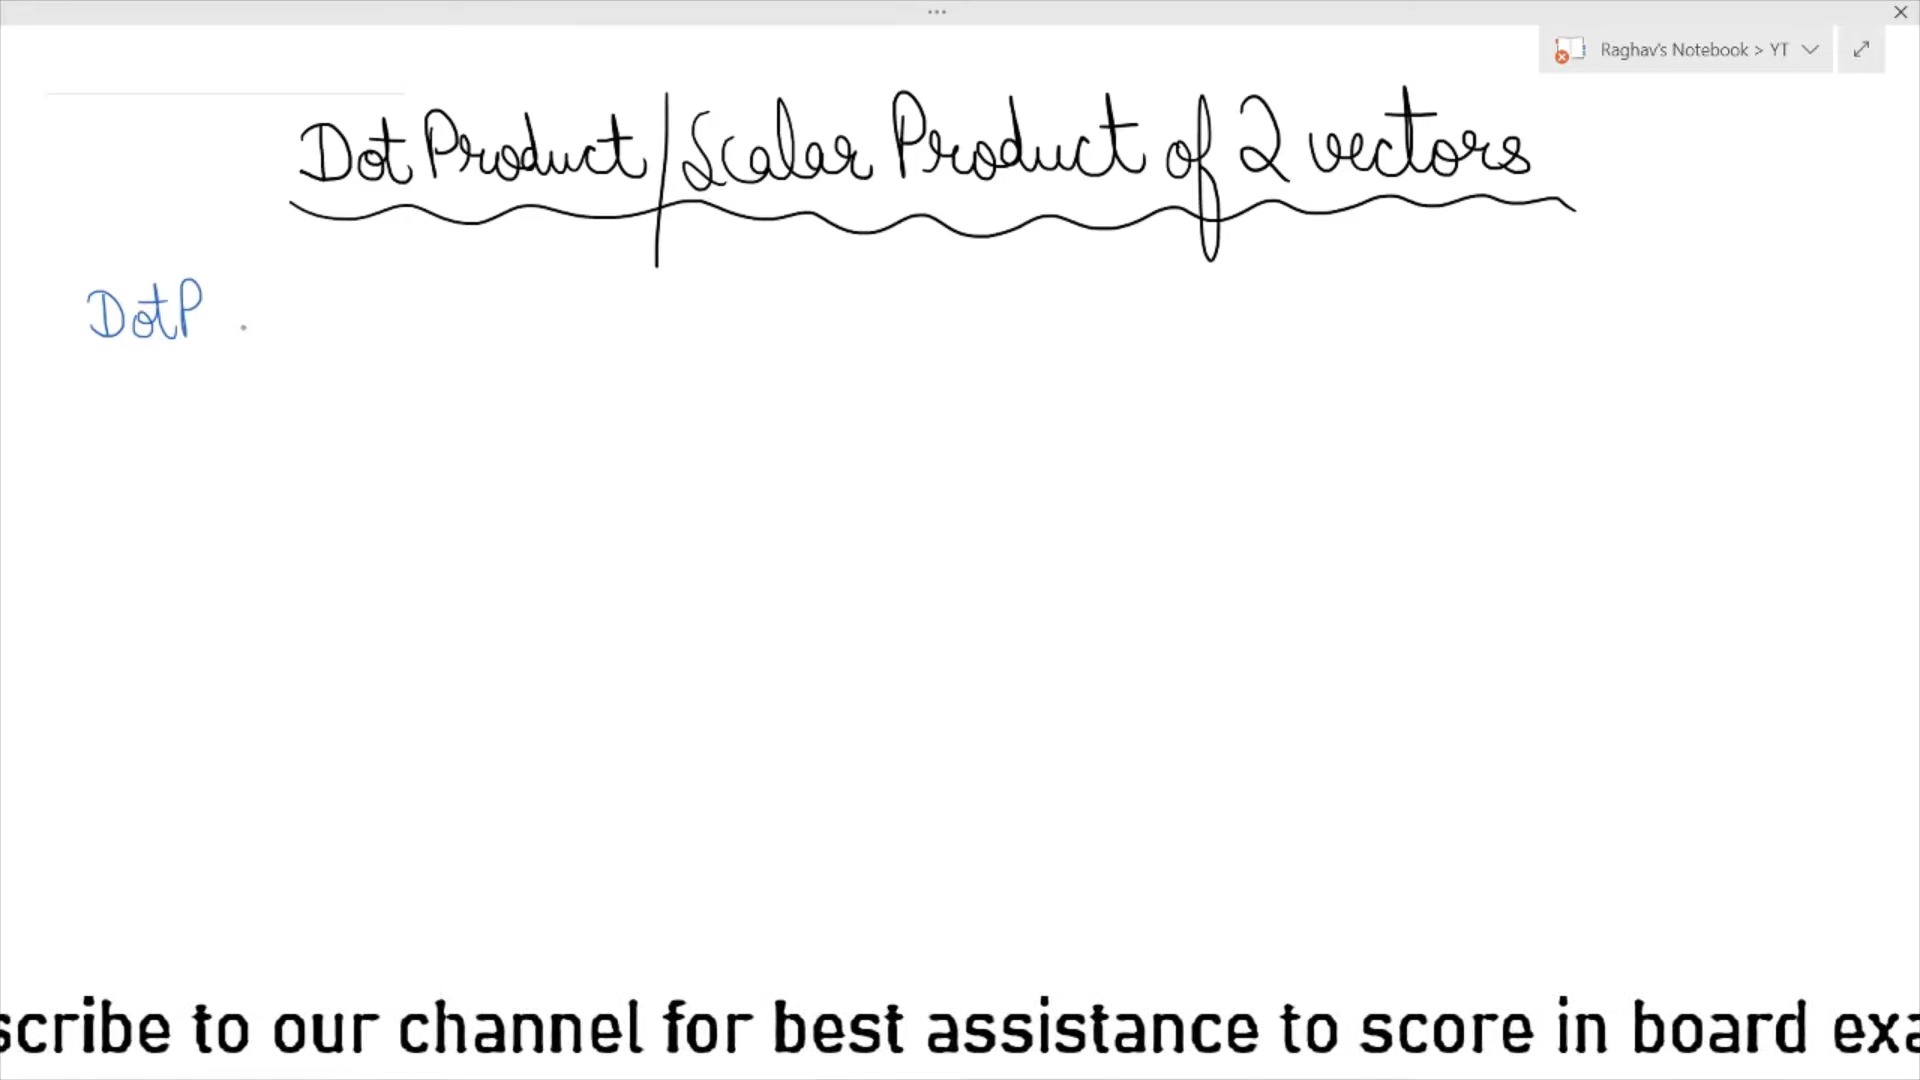 Raghav's Notebook > YT
Dot Product/Scalar Product of 2 vectors
DotP
scribe to our channel for best assistance to score in board exa